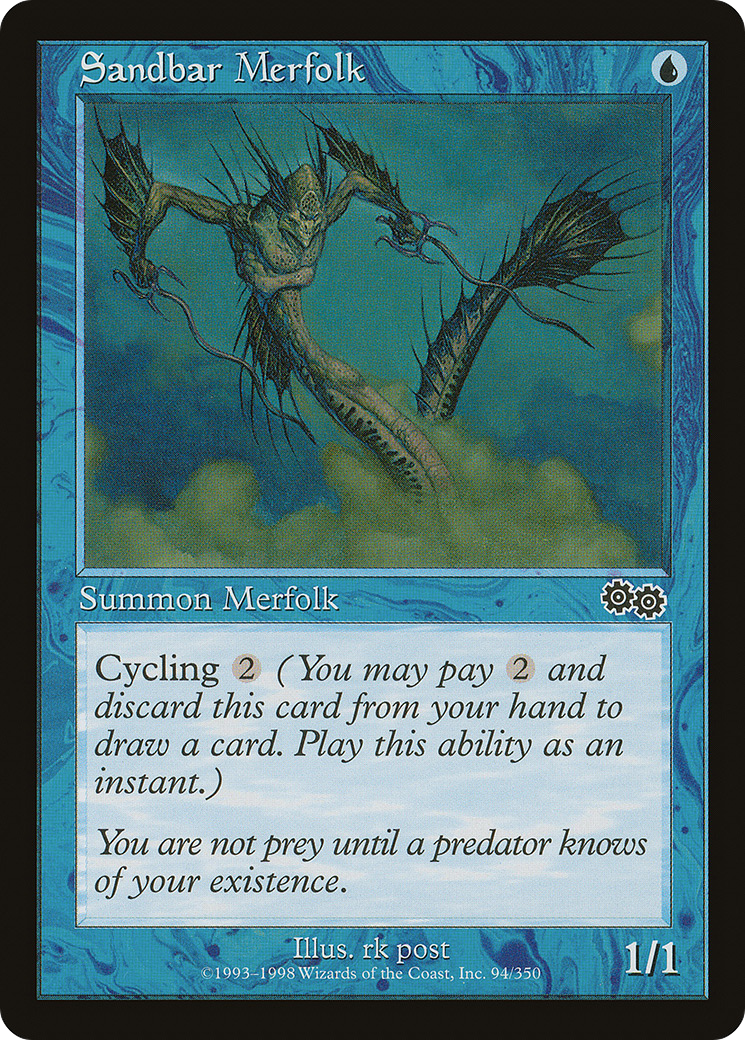 Sandbar Merfolk
Summon Merfolk
Cycling 2 (You may pay 2 and
discard this card from your hand to
draw a card. Play this ability as an
instant.)
You are not prey until a predator knows
of your existence.
Illus. rk post
©1993–1998 Wizards of the Coast, Inc. 94/350
1/1